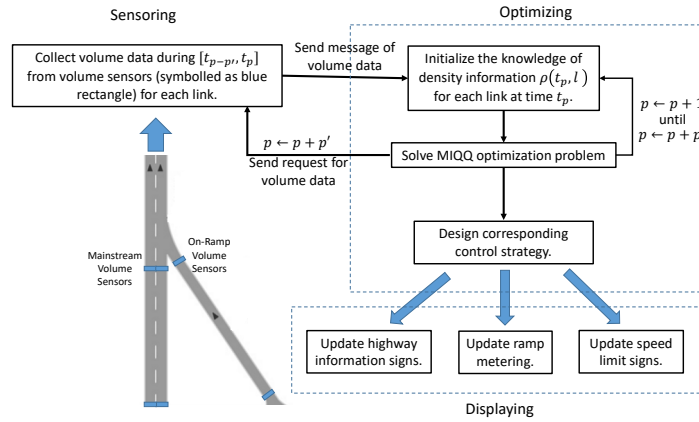 Sensoring
Optimizing
Collect volume data during [t_{p−p′}, t_p]
from volume sensors (symbolled as blue
rectangle) for each link.
Send message of
volume data
Initialize the knowledge of
density information ρ(t_p, l)
for each link at time t_p.
p ← p + 1
until
p ← p + p
p ← p + p′
Send request for
volume data
Solve MIQQ optimization problem
Design corresponding
control strategy.
On-Ramp
Volume
Sensors
Mainstream
Volume
Sensors
Update highway
information signs.
Update ramp
metering.
Update speed
limit signs.
Displaying